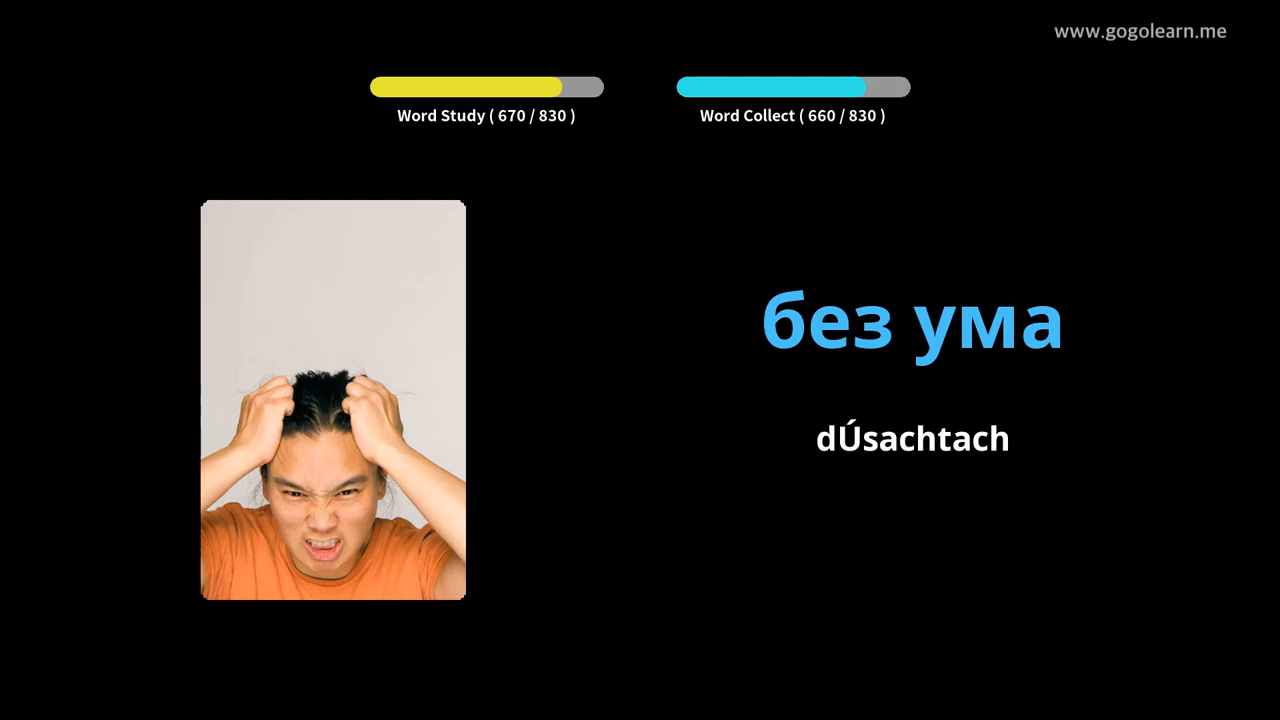 www.gogolearn.me
Word Study ( 670 / 830 )
Word Collect ( 660 / 830 )
без ума
dÚsachtach